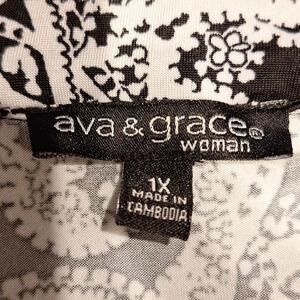 ava & grace®
woman
1X
MADE IN
CAMBODIA